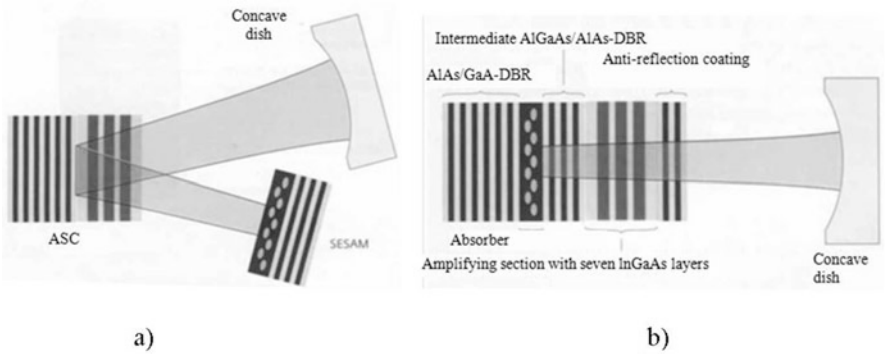 Concave
dish
ASC
SESAM
a)
Intermediate AlGaAs/AlAs-DBR
Anti-reflection coating
AlAs/GaA-DBR
Absorber
Amplifying section with seven lnGaAs layers
Concave
dish
b)